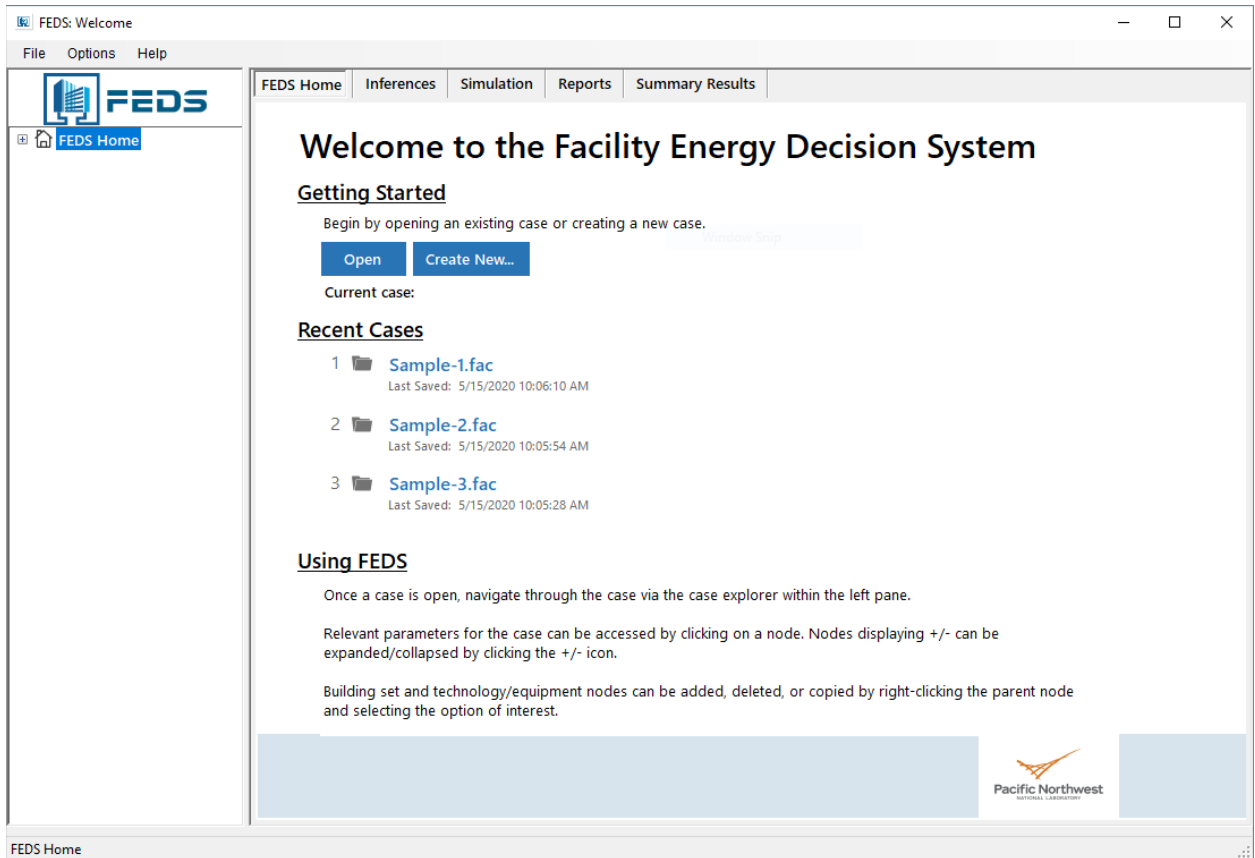 FEDS: Welcome
File Options Help
FEDS
FEDS Home
FEDS Home Inferences Simulation Reports Summary Results
Welcome to the Facility Energy Decision System
Getting Started
Begin by opening an existing case or creating a new case.
Window Snip
Open Create New...
Current case:
Recent Cases
1 Sample-1.fac
Last Saved: 5/15/2020 10:06:10 AM
2 Sample-2.fac
Last Saved: 5/15/2020 10:05:54 AM
3 Sample-3.fac
Last Saved: 5/15/2020 10:05:28 AM
Using FEDS
Once a case is open, navigate through the case via the case explorer within the left pane.
Relevant parameters for the case can be accessed by clicking on a node. Nodes displaying +/- can be
expanded/collapsed by clicking the +/- icon.
Building set and technology/equipment nodes can be added, deleted, or copied by right-clicking the parent node
and selecting the option of interest.
Pacific Northwest
NATIONAL LABORATORY
FEDS Home